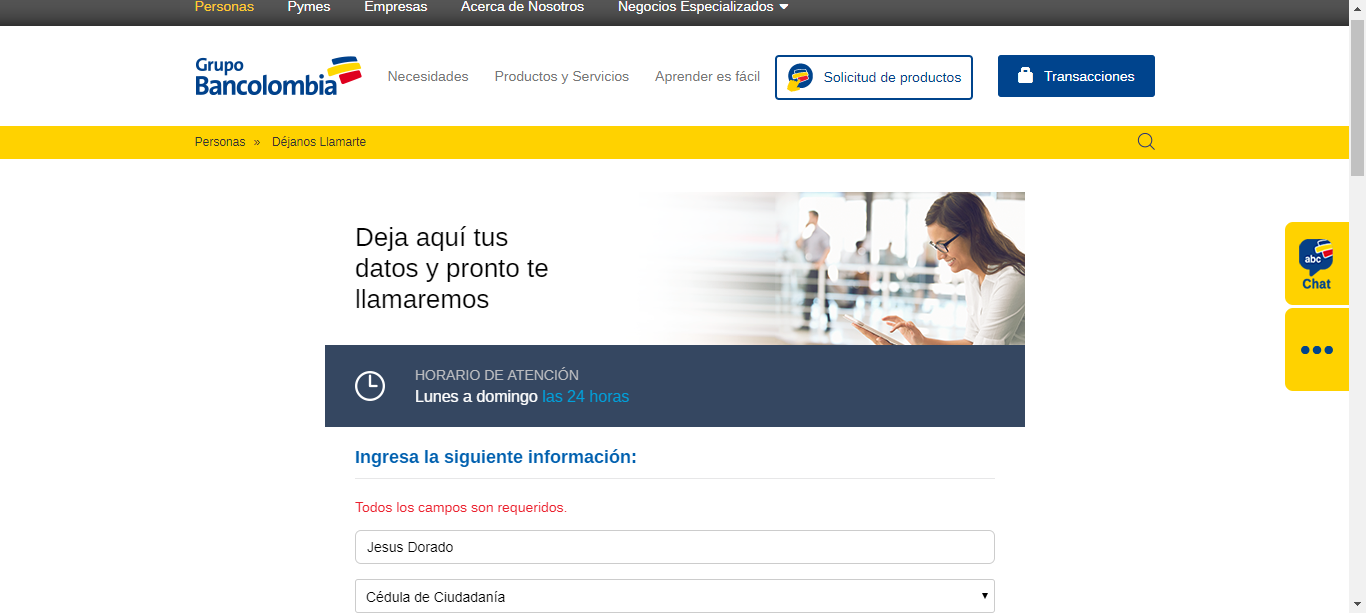 Personas Pymes Empresas Acerca de Nosotros Negocios Especializados
Grupo
Bancolombia
Necesidades Productos y Servicios Aprender es fácil Solicitud de productos Transacciones
Personas » Déjanos Llamarte
Deja aquí tus
datos y pronto te
llamaremos
abc
Chat
HORARIO DE ATENCIÓN
Lunes a domingo las 24 horas
Ingresa la siguiente información:
Todos los campos son requeridos.
Jesus Dorado
Cédula de Ciudadanía